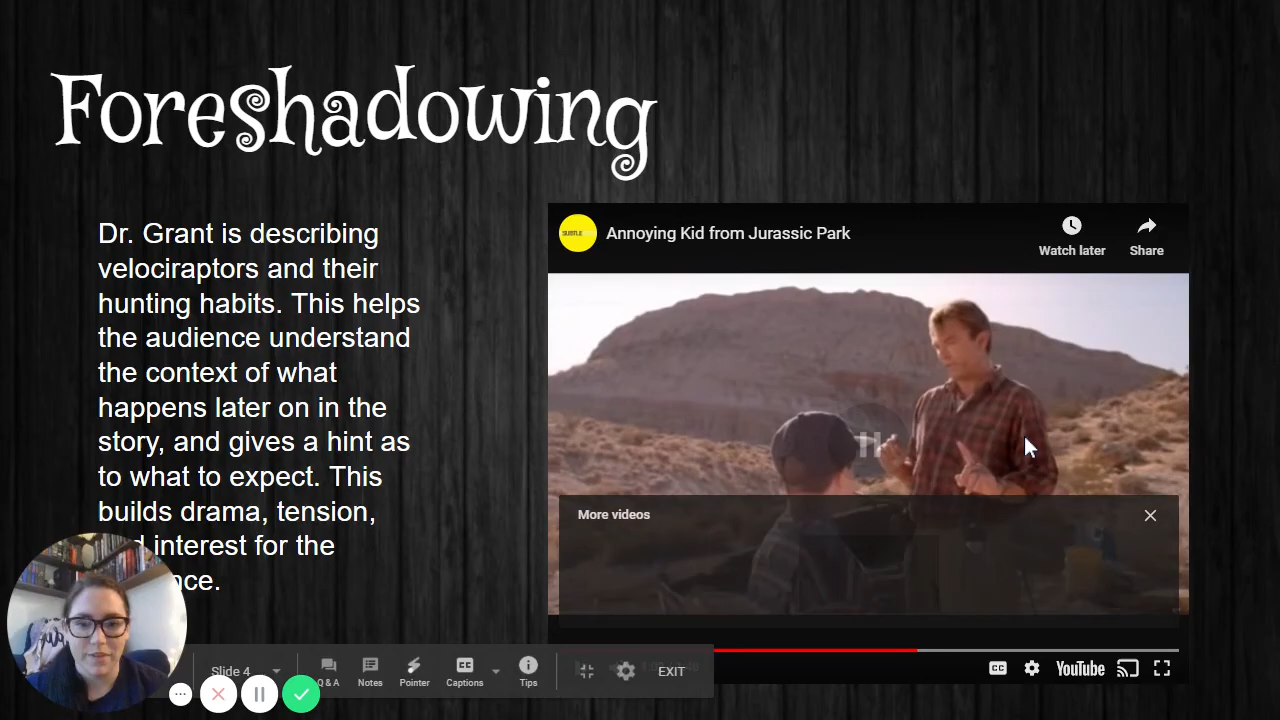 Foreshadowing
Dr. Grant is describing
velociraptors and their
hunting habits. This helps
the audience understand
the context of what
happens later on in the
story, and gives a hint as
to what to expect. This
builds drama, tension,
interest for the
SUBTLE
Annoying Kid from Jurassic Park
Watch later
Share
More videos
YouTube
Slide 4
Q & A
Notes
Pointer
CC
Captions
Tips
EXIT
CC